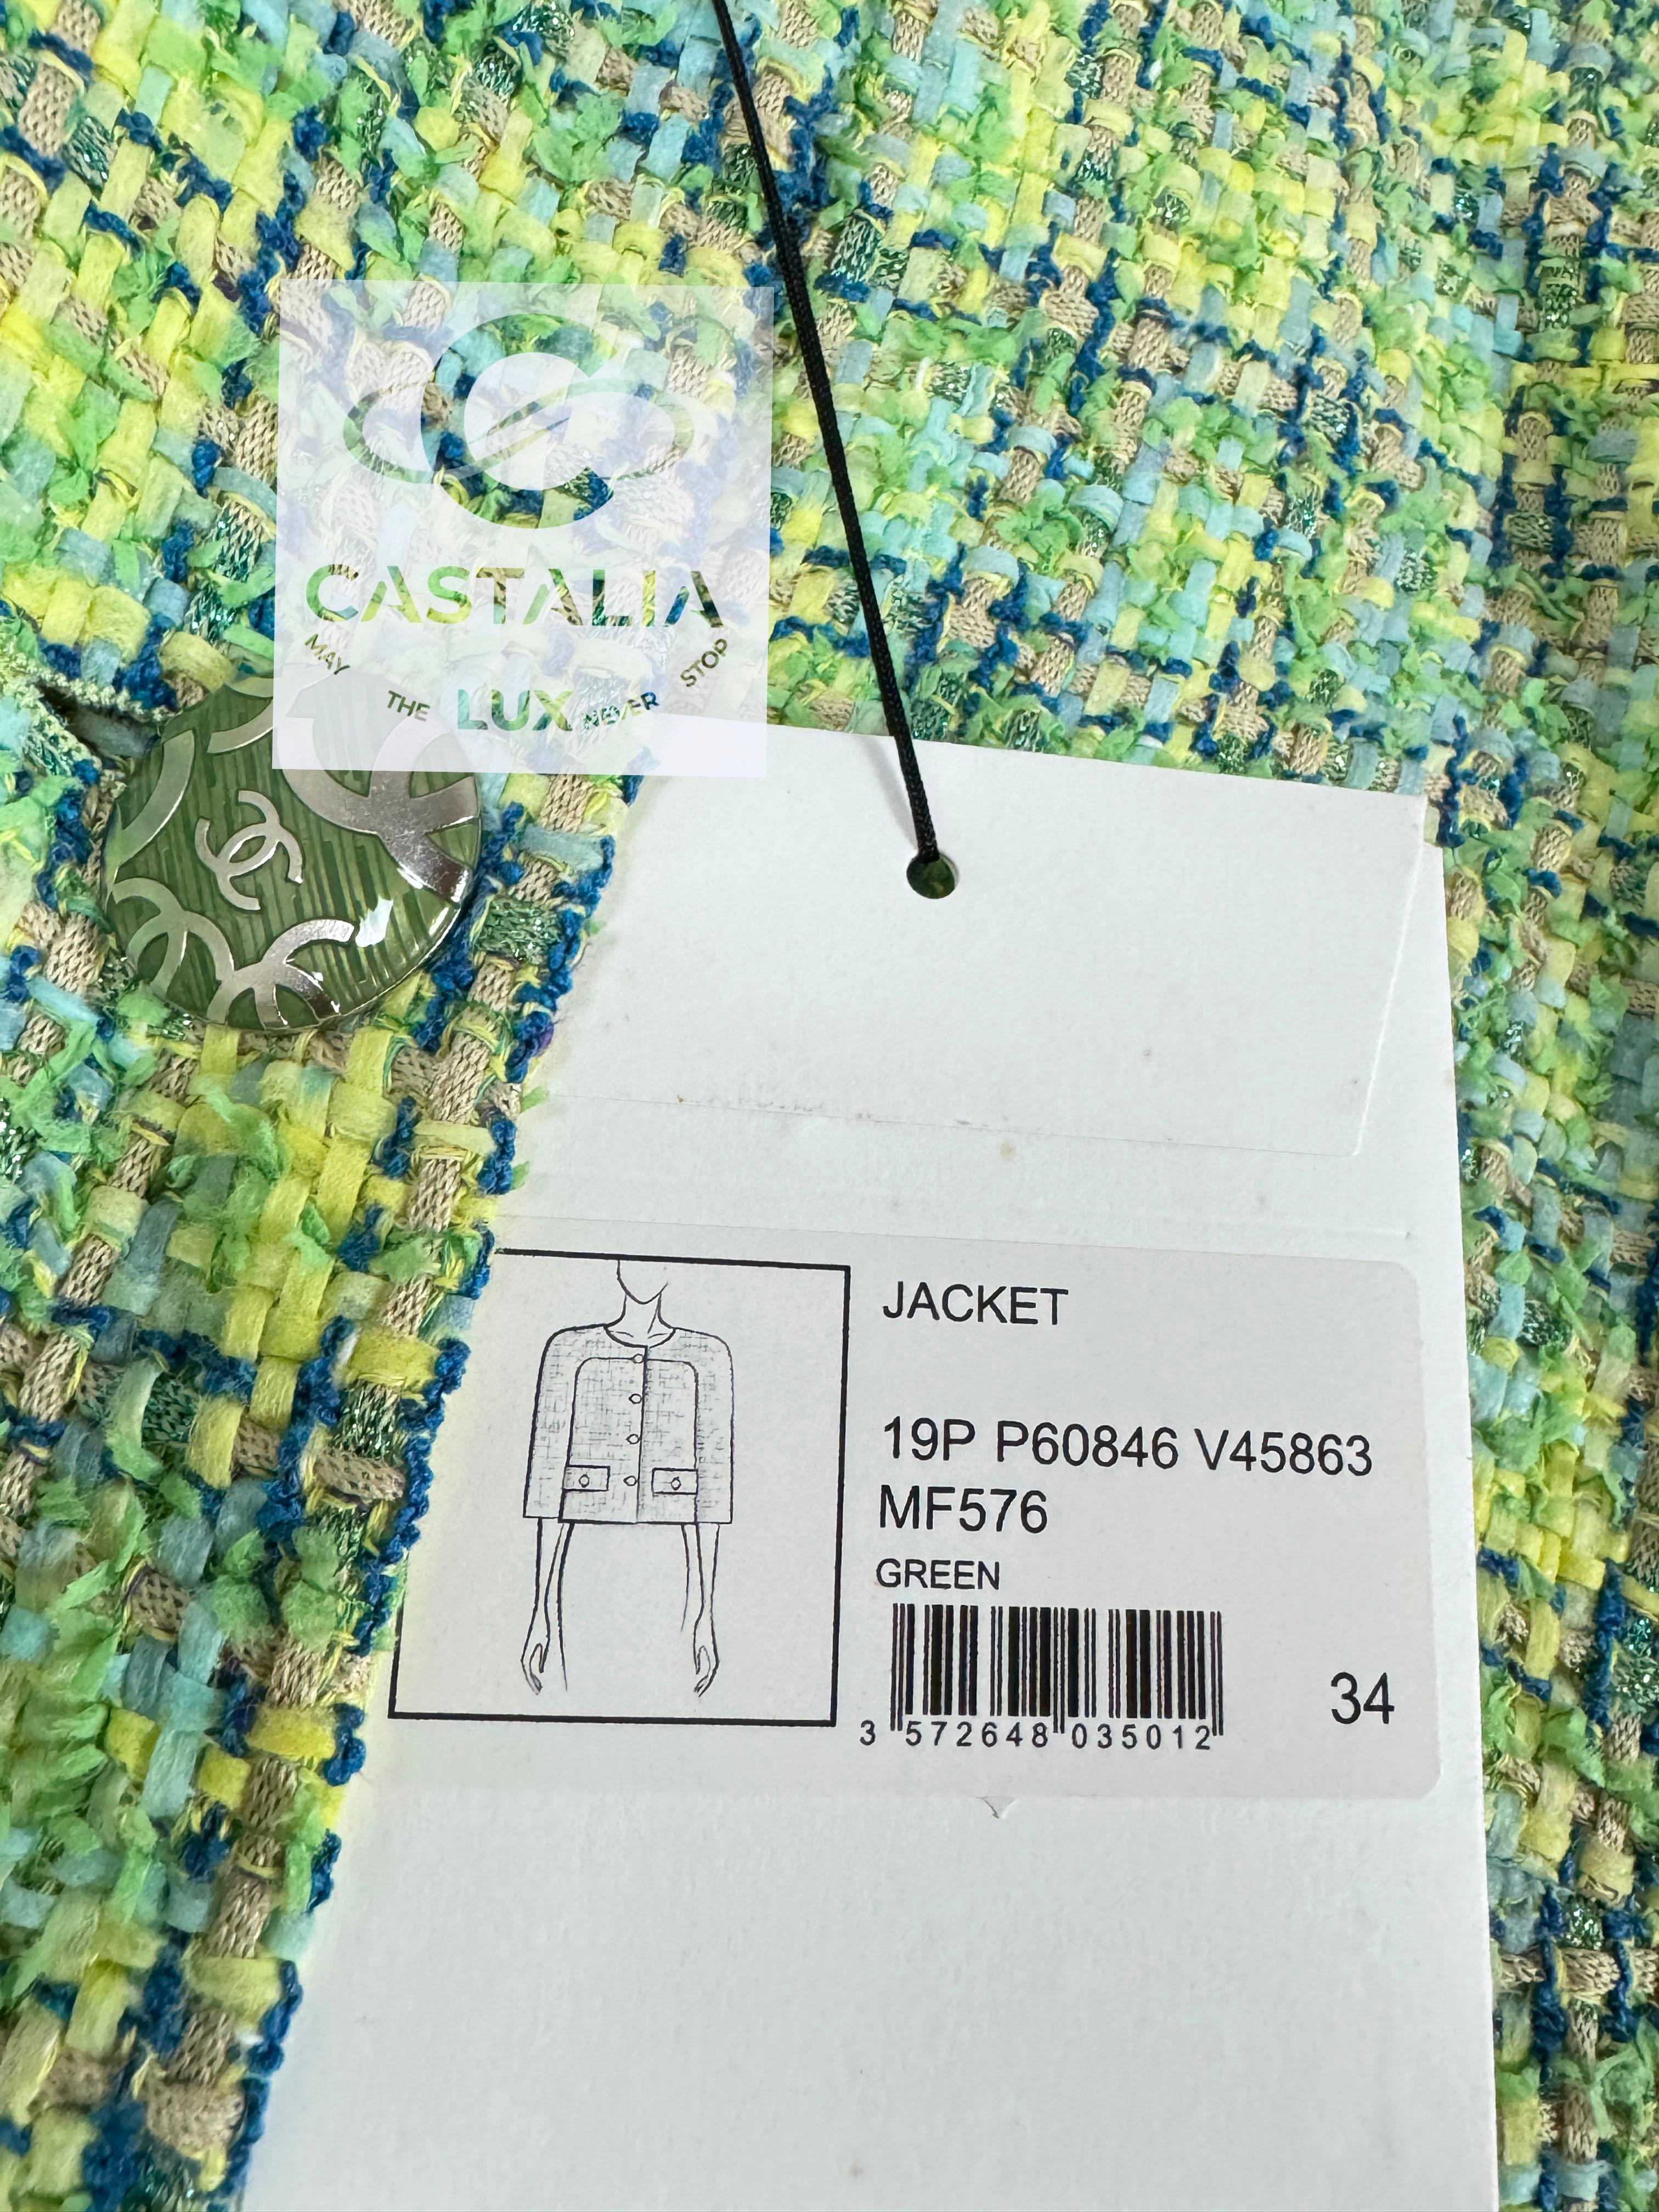 CASTALIA
MAY THE LUX NEVER STOP
JACKET
19P P60846 V45863
MF576
GREEN
3 572648 035012
34